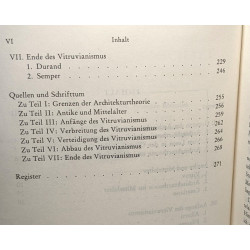 VI Inhalt
VII. Ende des Vitruvianismus
1. Durand 229
2. Semper 246
Quellen und Schrifttum
Zu Teil I: Grenzen der Architekturtheorie 255
Zu Teil II: Antike und Mittelalter 256
Zu Teil III: Anfänge des Vitruvianismus 259
Zu Teil IV: Verbreitung des Vitruvianismus 262
Zu Teil V: Verteidigung des Vitruvianismus 264
Zu Teil VI: Abbau des Vitruvianismus 266
Zu Teil VII: Ende des Vitruvianismus 269
Register 271